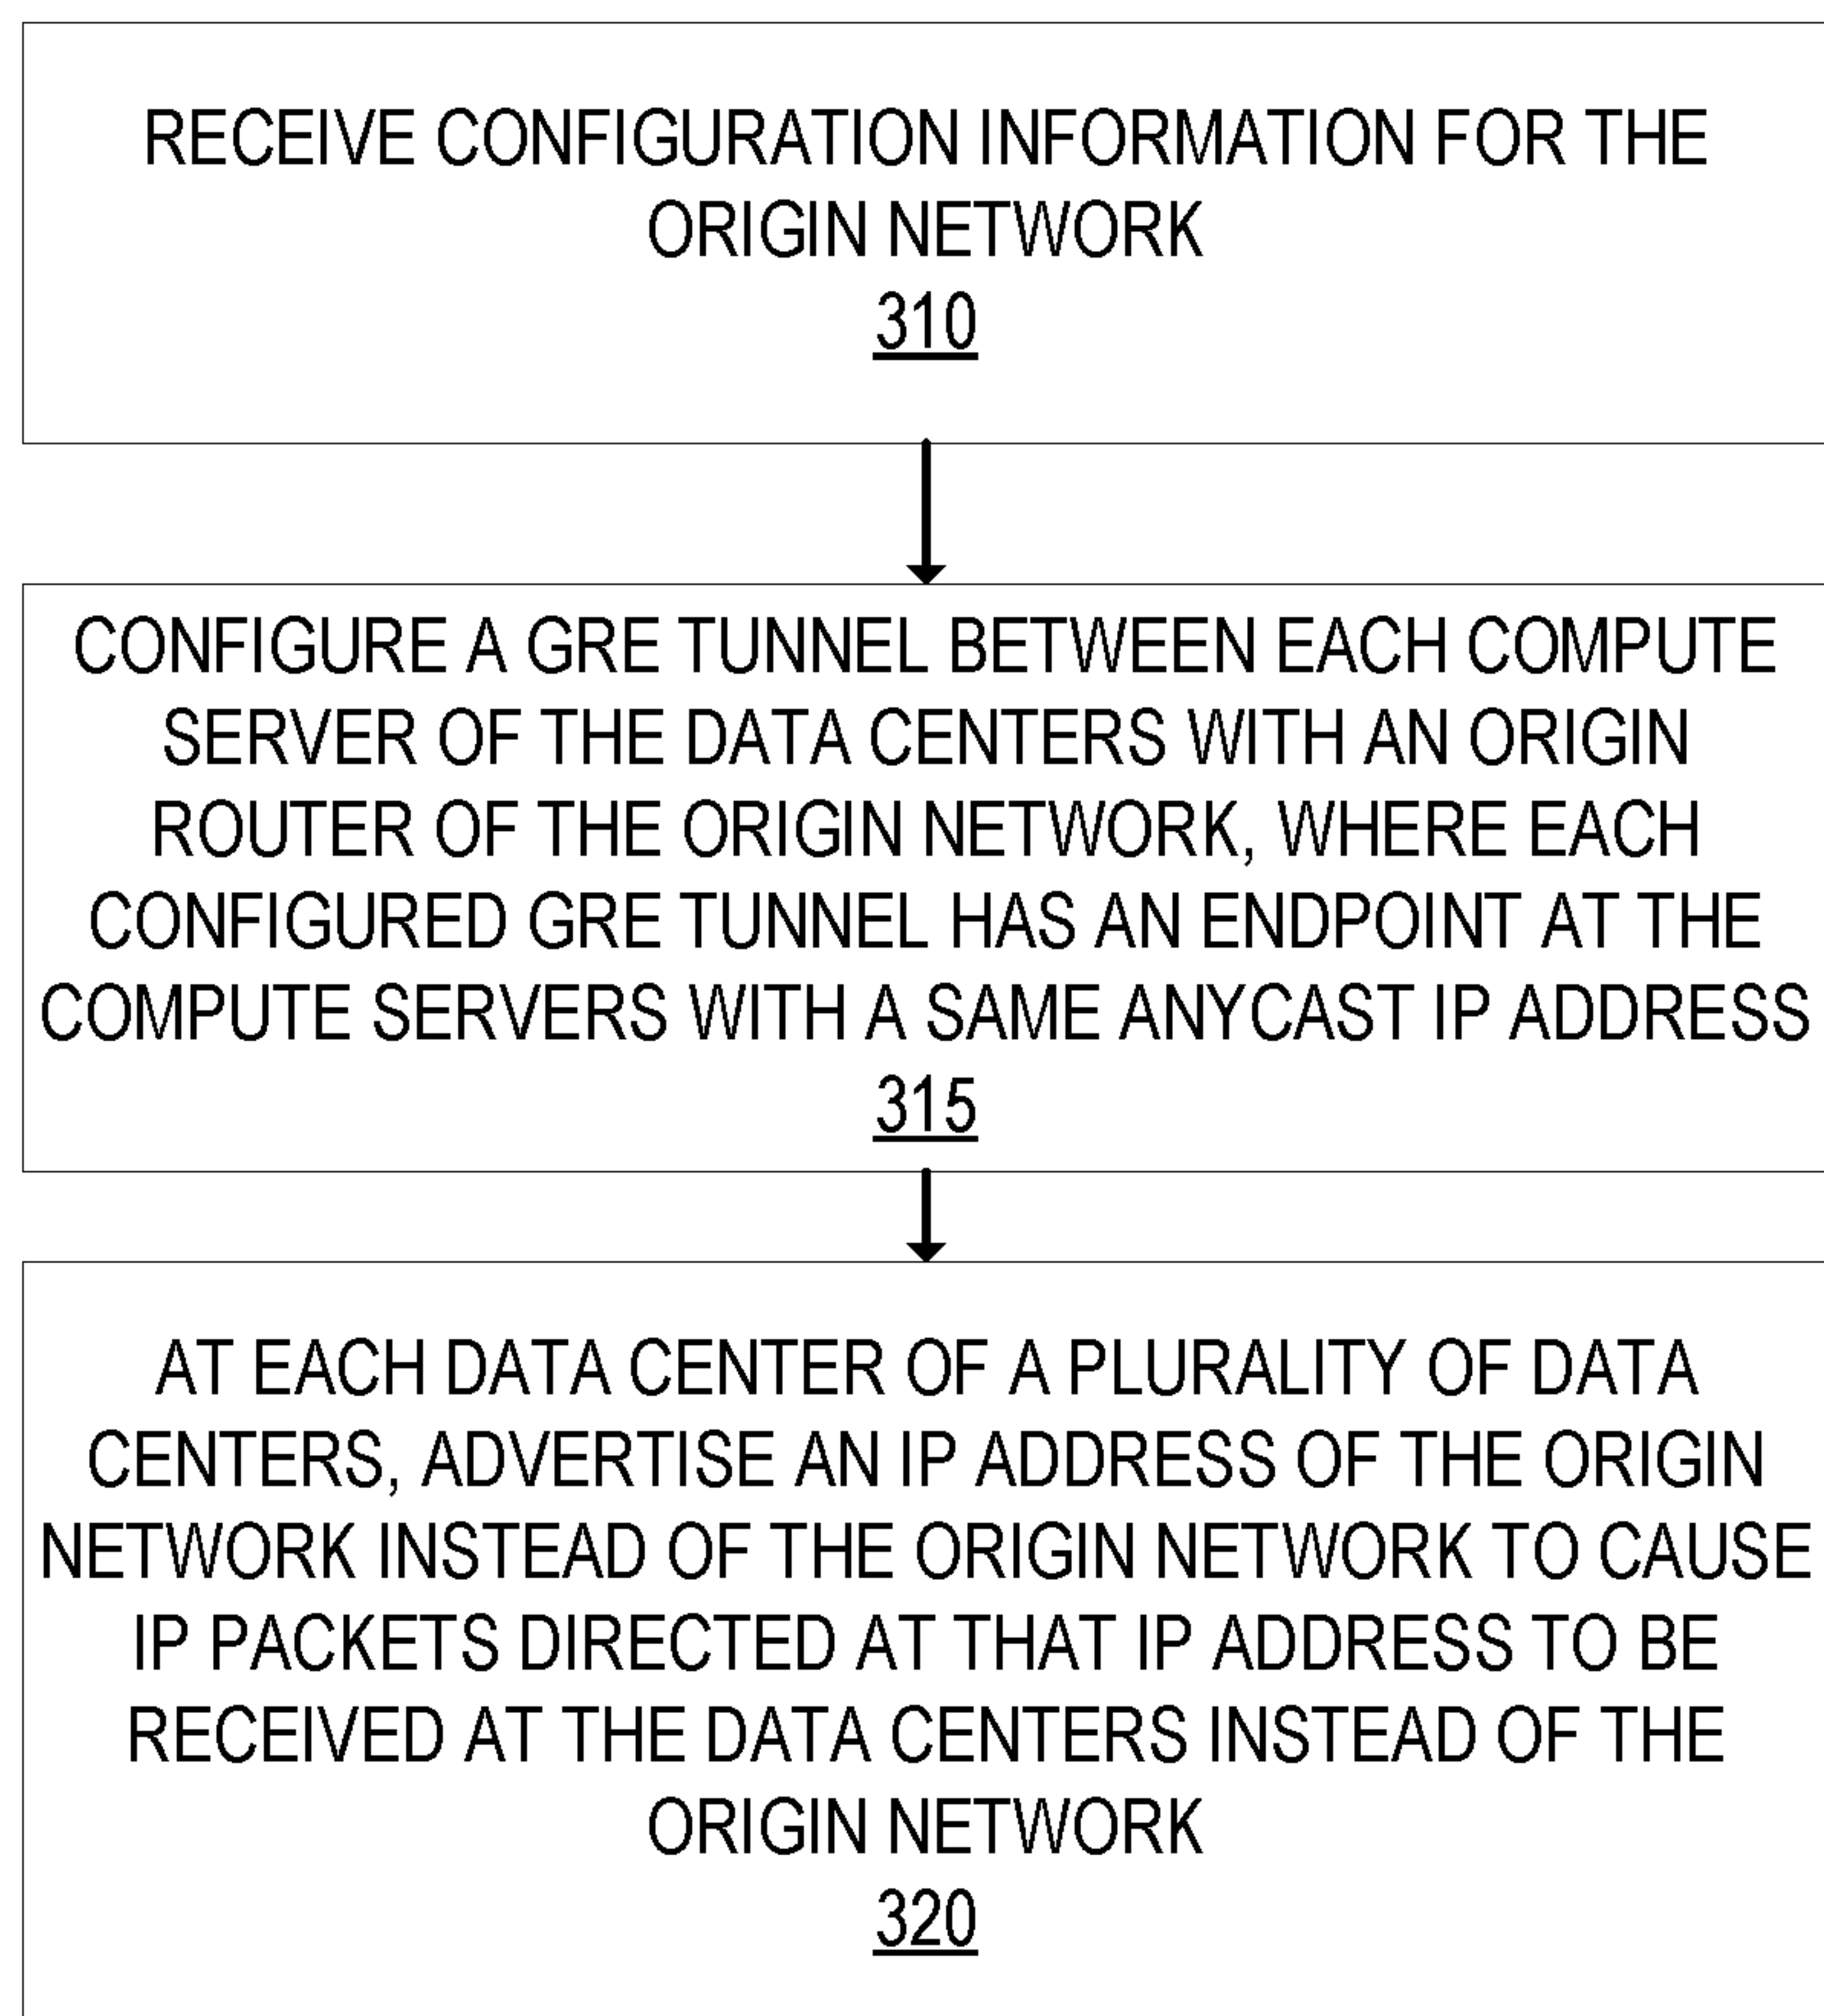 RECEIVE CONFIGURATION INFORMATION FOR THE
ORIGIN NETWORK
310
CONFIGURE A GRE TUNNEL BETWEEN EACH COMPUTE
SERVER OF THE DATA CENTERS WITH AN ORIGIN
ROUTER OF THE ORIGIN NETWORK, WHERE EACH
CONFIGURED GRE TUNNEL HAS AN ENDPOINT AT THE
COMPUTE SERVERS WITH A SAME ANYCAST IP ADDRESS
315
AT EACH DATA CENTER OF A PLURALITY OF DATA
CENTERS, ADVERTISE AN IP ADDRESS OF THE ORIGIN
NETWORK INSTEAD OF THE ORIGIN NETWORK TO CAUSE
IP PACKETS DIRECTED AT THAT IP ADDRESS TO BE
RECEIVED AT THE DATA CENTERS INSTEAD OF THE
ORIGIN NETWORK
320